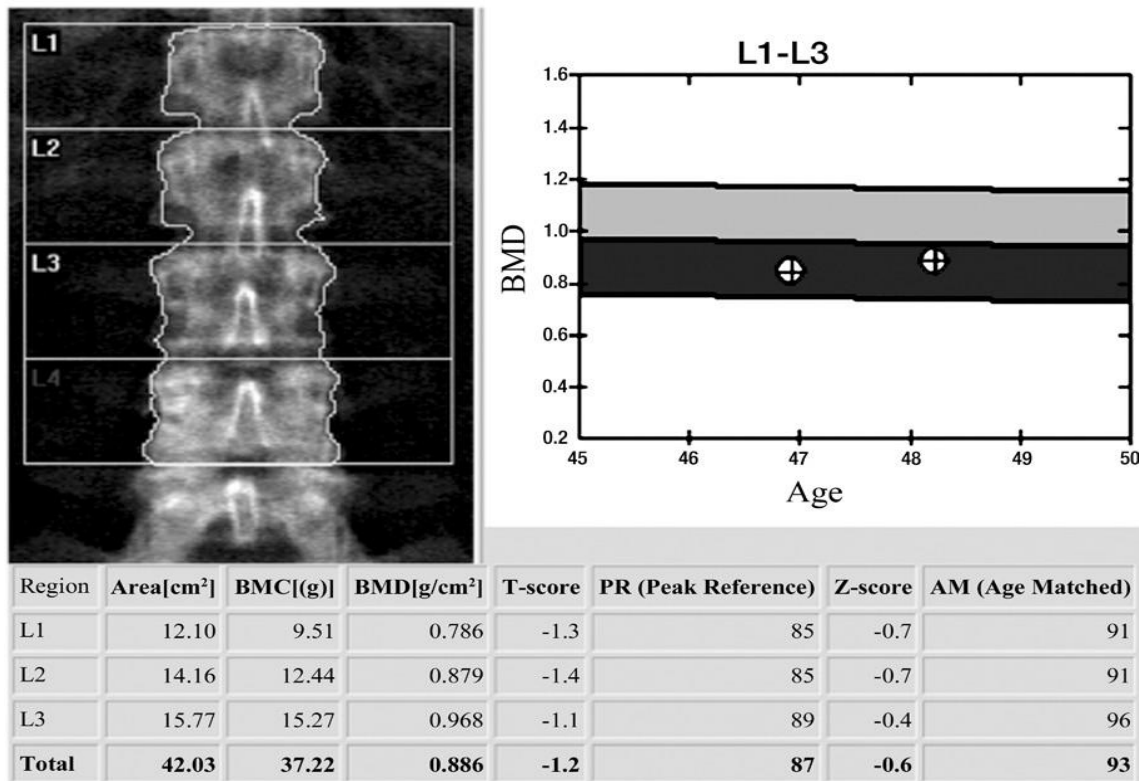 L1
L2
L3
L4
L1-L3
1.6
1.4
1.2
1.0
0.8
0.6
0.4
0.2
BMD
45 46 47 48 49 50
Age
Region Area[cm²] BMC[(g)] BMD[g/cm²] T-score PR (Peak Reference) Z-score AM (Age Matched)
L1 12.10 9.51 0.786 -1.3 85 -0.7 91
L2 14.16 12.44 0.879 -1.4 85 -0.7 91
L3 15.77 15.27 0.968 -1.1 89 -0.4 96
Total 42.03 37.22 0.886 -1.2 87 -0.6 93